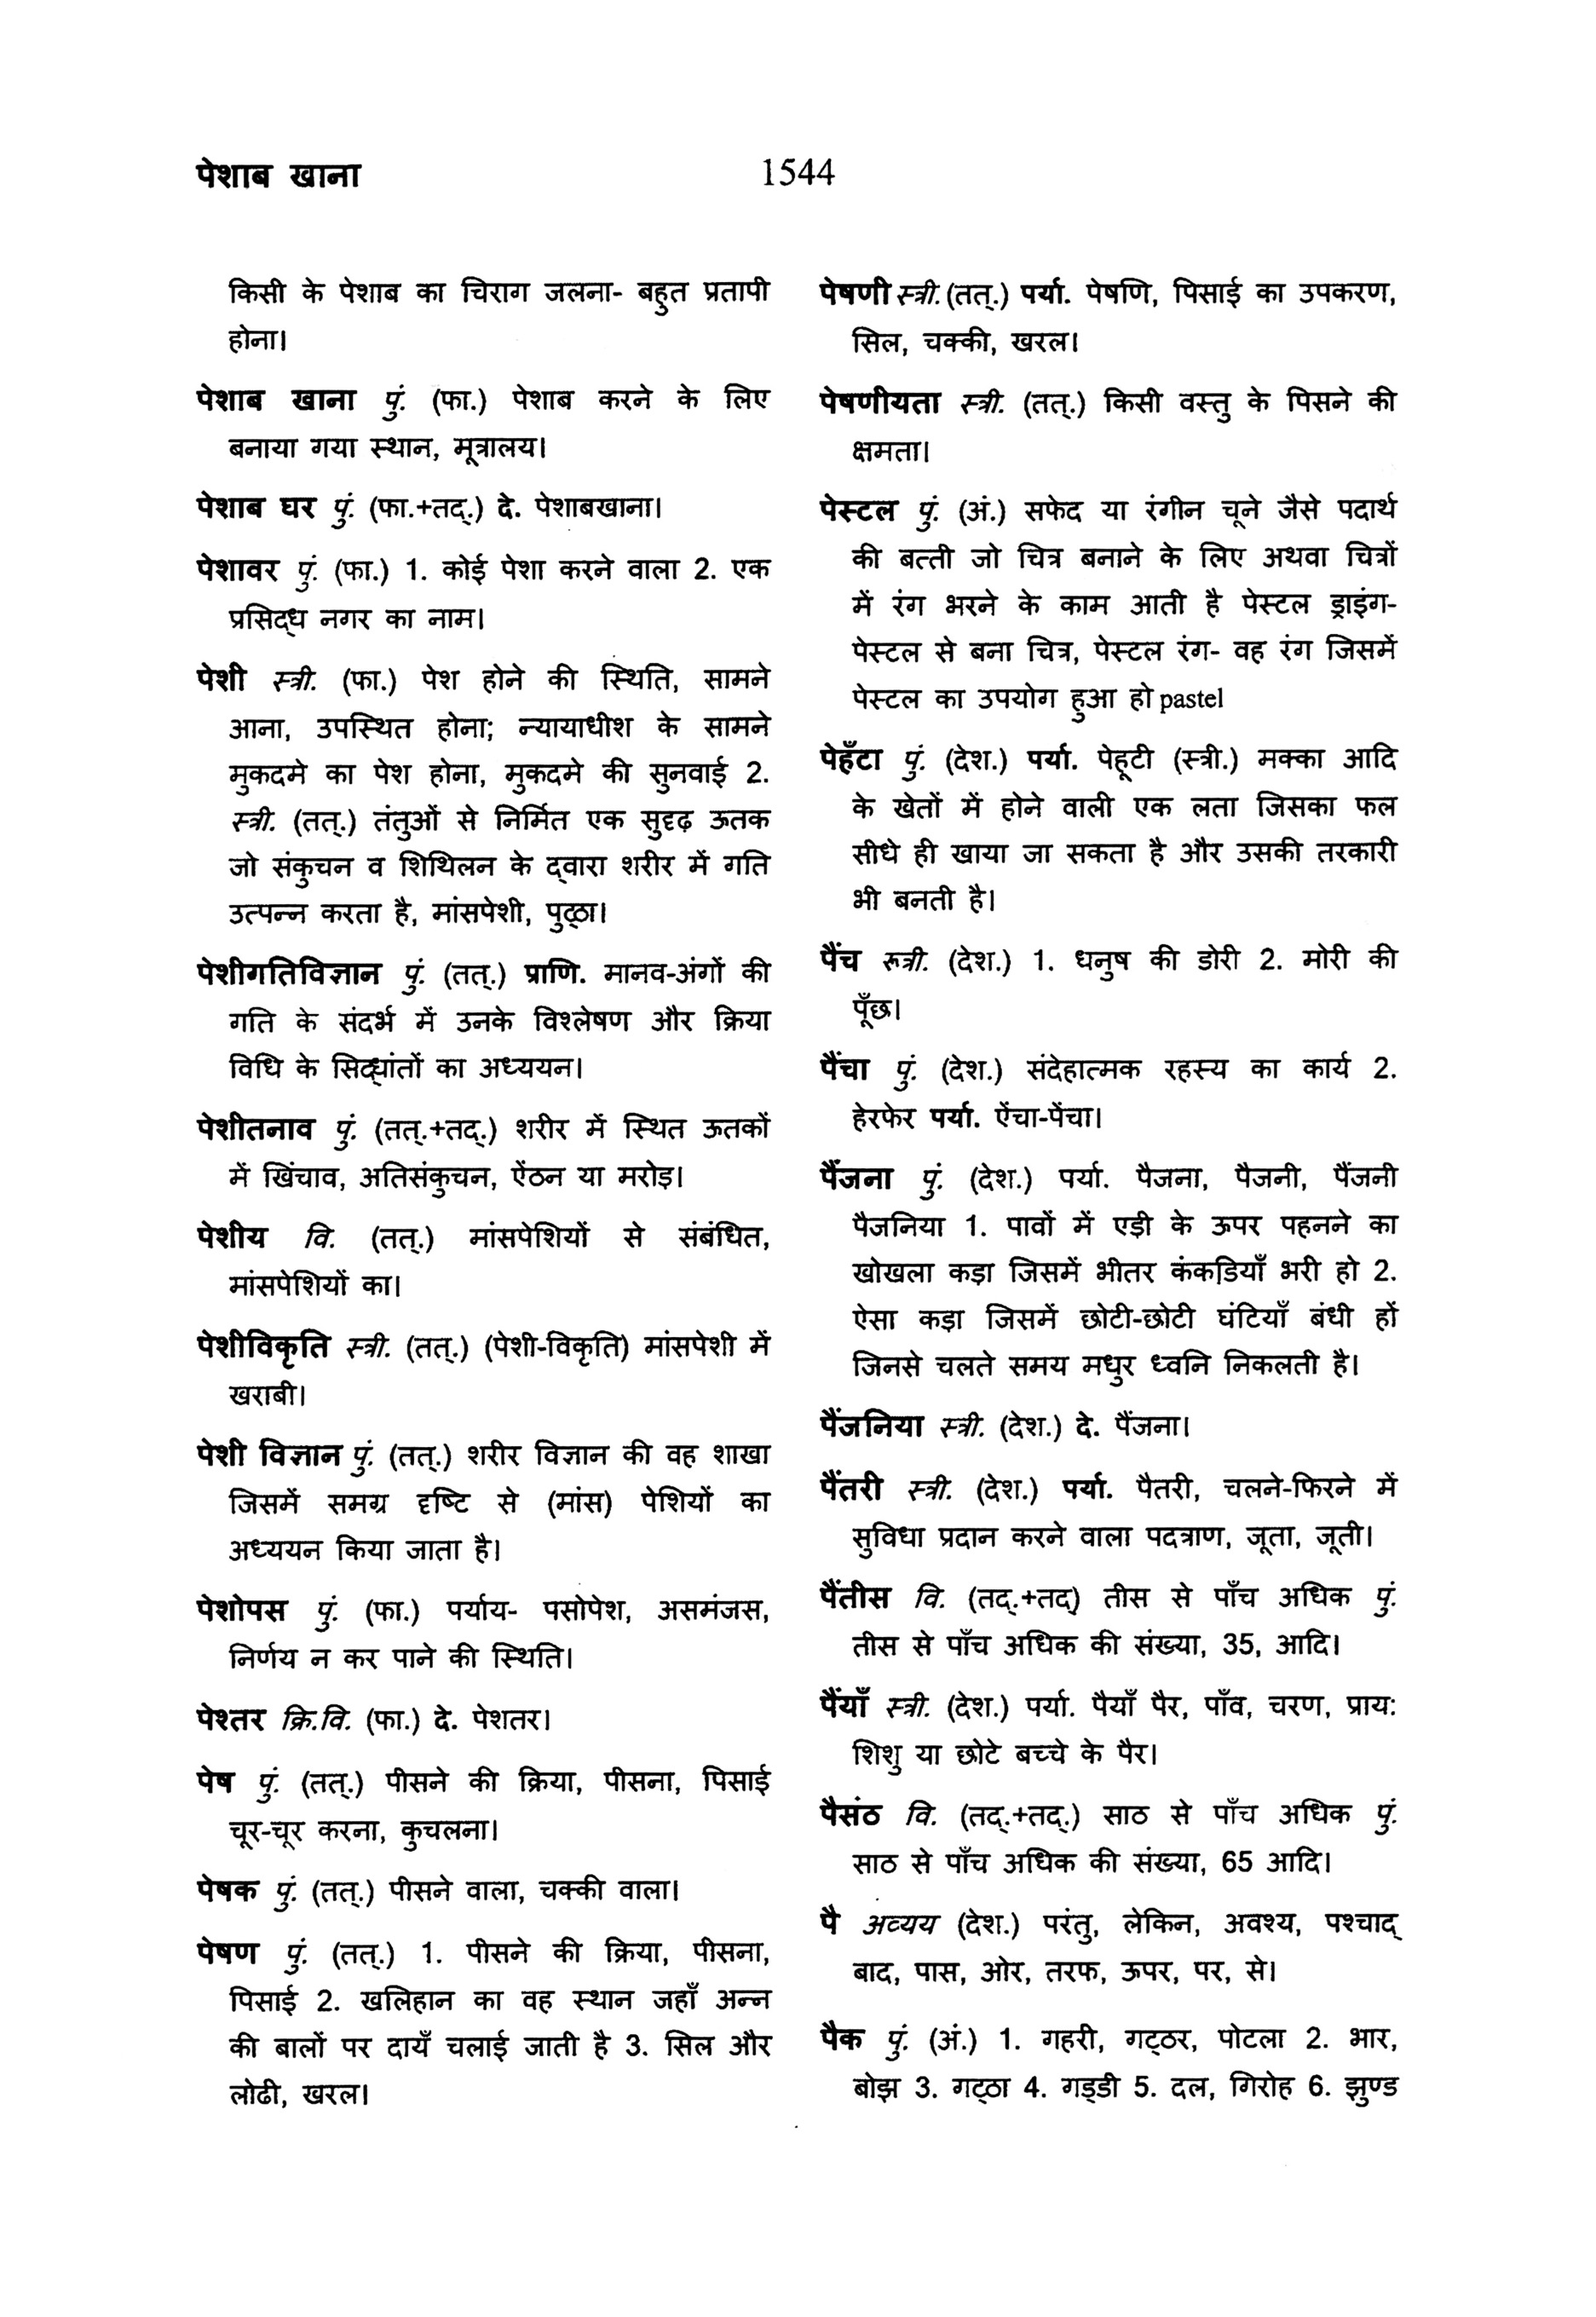 पेशाब खाना
1544
किसी के पेशाब का चिराग जलना- बहुत प्रतापी
होना।
पेशाब खाना पुं. (फा.) पेशाब करने के लिए
बनाया गया स्थान, मूत्रालय।
पेशाब घर पुं. (फा.+तद्.) दे. पेशाबखाना।
पेशावर पुं. (फा.) 1. कोई पेशा करने वाला 2. एक
प्रसिद्ध नगर का नाम।
पेशी स्त्री. (फा.) पेश होने की स्थिति, सामने
आना, उपस्थित होना; न्यायाधीश के सामने
मुकदमे का पेश होना, मुकदमे की सुनवाई 2.
स्त्री. (तत्.) तंतुओं से निर्मित एक सुदृढ़ ऊतक
जो संकुचन व शिथिलन के द्वारा शरीर में गति
उत्पन्न करता है, मांसपेशी, पुट्ठा।
पेशीगतिविज्ञान पुं. (तत्.) प्राणि. मानव-अंगों की
गति के संदर्भ में उनके विश्लेषण और क्रिया
विधि के सिद्धांतों का अध्ययन।
पेशीतनाव पुं. (तत्.+तद्.) शरीर में स्थित ऊतकों
में खिंचाव, अतिसंकुचन, ऐंठन या मरोड़।
पेशीय वि. (तत्.) मांसपेशियों से संबंधित,
मांसपेशियों का।
पेशीविकृति स्त्री. (तत्.) (पेशी-विकृति) मांसपेशी में
खराबी।
पेशी विज्ञान पुं. (तत्.) शरीर विज्ञान की वह शाखा
जिसमें समग्र दृष्टि से (मांस) पेशियों का
अध्ययन किया जाता है।
पेशोपस पुं. (फा.) पर्याय- पसोपेश, असमंजस,
निर्णय न कर पाने की स्थिति।
पेश्तर क्रि.वि. (फा.) दे. पेशतर।
पेष पुं. (तत्.) पीसने की क्रिया, पीसना, पिसाई
चूर-चूर करना, कुचलना।
पेषक पुं. (तत्.) पीसने वाला, चक्की वाला।
पेषण पुं. (तत्.) 1. पीसने की क्रिया, पीसना,
पिसाई 2. खलिहान का वह स्थान जहाँ अन्न
की बालों पर दायँ चलाई जाती है 3. सिल और
लोढी, खरल।
पेषणी स्त्री. (तत्.) पर्या. पेषणि, पिसाई का उपकरण,
सिल, चक्की, खरल।
पेषणीयता स्त्री. (तत्.) किसी वस्तु के पिसने की
क्षमता।
पेस्टल पुं. (अं.) सफेद या रंगीन चूने जैसे पदार्थ
की बत्ती जो चित्र बनाने के लिए अथवा चित्रों
में रंग भरने के काम आती है पेस्टल ड्राइंग-
पेस्टल से बना चित्र, पेस्टल रंग- वह रंग जिसमें
पेस्टल का उपयोग हुआ हो pastel
पेहँटा पुं. (देश.) पर्या. पेहूटी (स्त्री.) मक्का आदि
के खेतों में होने वाली एक लता जिसका फल
सीधे ही खाया जा सकता है और उसकी तरकारी
भी बनती है।
पैंच रूत्री. (देश.) 1. धनुष की डोरी 2. मोरी की
पूँछ।
पैंचा पुं. (देश.) संदेहात्मक रहस्य का कार्य 2.
हेरफेर पर्या. ऐंचा-पेंचा।
पैंजना पुं. (देश.) पर्या. पैजना, पैजनी, पैंजनी
पैजनिया 1. पावों में एड़ी के ऊपर पहनने का
खोखला कड़ा जिसमें भीतर कंकडि़याँ भरी हो 2.
ऐसा कड़ा जिसमें छोटी-छोटी घंटियाँ बंधी हों
जिनसे चलते समय मधुर ध्वनि निकलती है।
पैंजनिया स्त्री. (देश.) दे. पैंजना।
पैंतरी स्त्री. (देश.) पर्या. पैतरी, चलने-फिरने में
सुविधा प्रदान करने वाला पदत्राण, जूता, जूती।
पैंतीस वि. (तद्.+तद्) तीस से पाँच अधिक पुं.
तीस से पाँच अधिक की संख्या, 35, आदि।
पैंयाँ स्त्री. (देश.) पर्या. पैयाँ पैर, पाँव, चरण, प्राय:
शिशु या छोटे बच्चे के पैर।
पैसंठ वि. (तद्.+तद्.) साठ से पाँच अधिक पुं.
साठ से पाँच अधिक की संख्या, 65 आदि।
पै अव्यय (देश.) परंतु, लेकिन, अवश्य, पश्चाद्
बाद, पास, ओर, तरफ, ऊपर, पर, से।
पैक पुं. (अं.) 1. गहरी, गट्ठर, पोटला 2. भार,
बोझ 3. गट्ठा 4. गड्डी 5. दल, गिरोह 6. झुण्ड